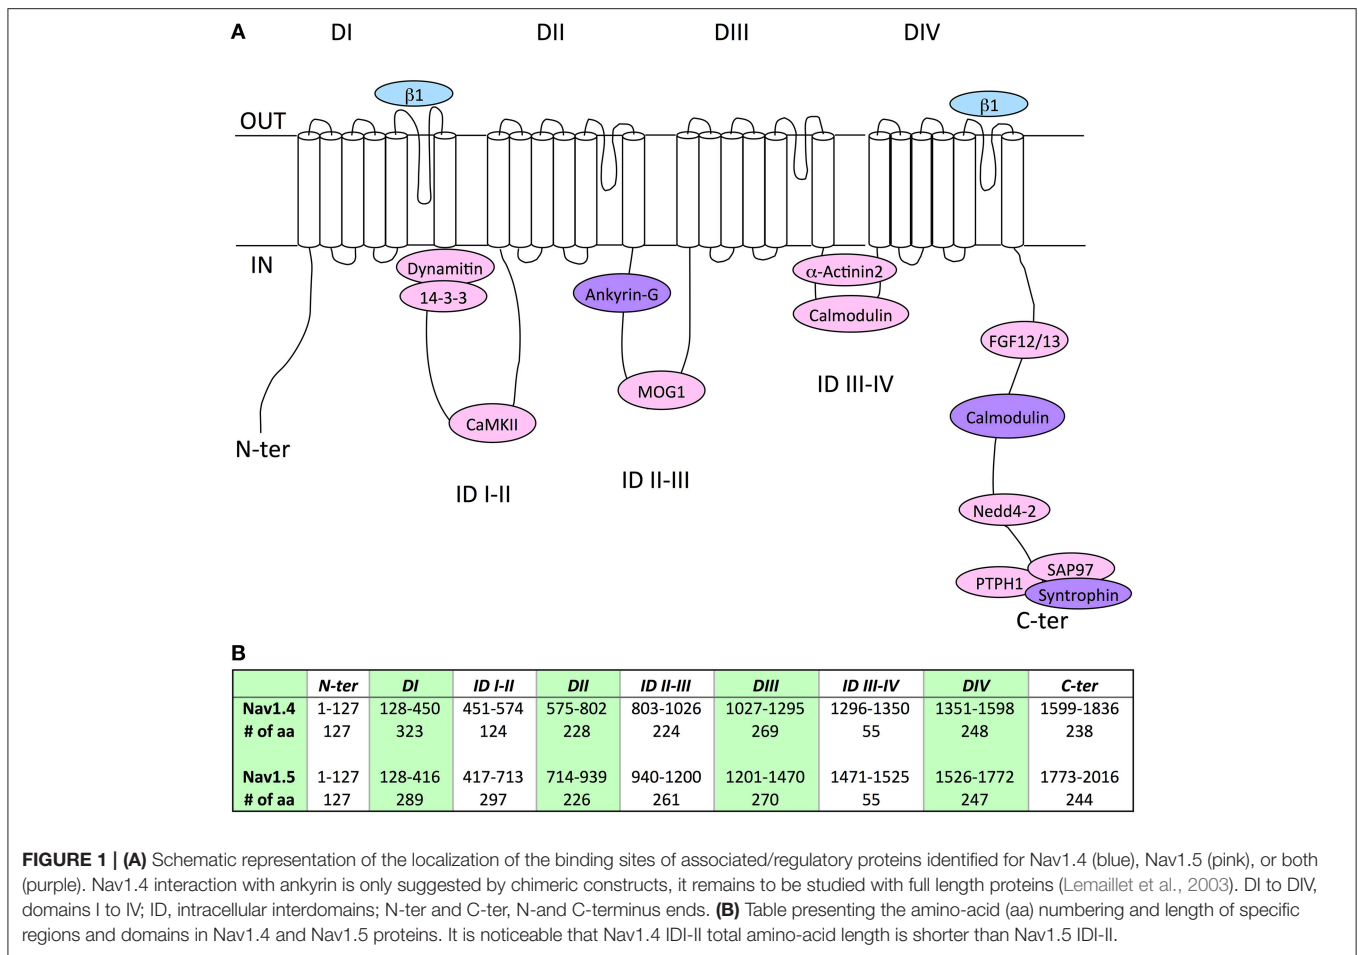 A
DI DII DIII DIV
β1 β1
OUT
IN
Dynamitin
14-3-3
Ankyrin-G
α-Actinin2
Calmodulin
FGF12/13
MOG1
ID III-IV
CaMKII
Calmodulin
N-ter
ID II-III
ID I-II
Nedd4-2
SAP97
PTPH1
Syntrophin
C-ter
B
N-ter DI ID I-II DII ID II-III DIII ID III-IV DIV C-ter
Nav1.4 1-127 128-450 451-574 575-802 803-1026 1027-1295 1296-1350 1351-1598 1599-1836
# of aa 127 323 124 228 224 269 55 248 238
Nav1.5 1-127 128-416 417-713 714-939 940-1200 1201-1470 1471-1525 1526-1772 1773-2016
# of aa 127 289 297 226 261 270 55 247 244
FIGURE 1 | (A) Schematic representation of the localization of the binding sites of associated/regulatory proteins identified for Nav1.4 (blue), Nav1.5 (pink), or both
(purple). Nav1.4 interaction with ankyrin is only suggested by chimeric constructs, it remains to be studied with full length proteins (Lemaillet et al., 2003). DI to DIV,
domains I to IV; ID, intracellular interdomains; N-ter and C-ter, N-and C-terminus ends. (B) Table presenting the amino-acid (aa) numbering and length of specific
regions and domains in Nav1.4 and Nav1.5 proteins. It is noticeable that Nav1.4 IDI-II total amino-acid length is shorter than Nav1.5 IDI-II.